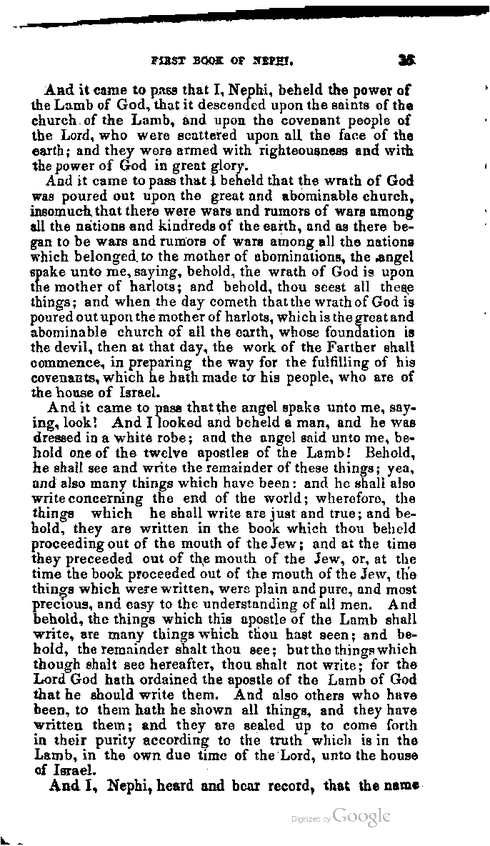 FIRST BOOK OF NEPHI. 35
And it came to pass that I, Nephi, beheld the power of
the Lamb of God, that it descended upon the saints of the
church of the Lamb, and upon the covenant people of
the Lord, who were scattered upon all the face of the
earth; and they were armed with righteousness and with
the power of God in great glory.
And it came to pass that I beheld that the wrath of God
was poured out upon the great and abominable church,
insomuch that there were wars and rumors of wars among
all the nations and kindreds of the earth, and as there be-
gan to be wars and rumors of wars among all the nations
which belonged to the mother of abominations, the angel
spake unto me, saying, behold, the wrath of God is upon
the mother of harlots; and behold, thou seest all these
things; and when the day cometh that the wrath of God is
poured out upon the mother of harlots, which is the great and
abominable church of all the earth, whose foundation is
the devil, then at that day, the work of the Farther shall
commence, in preparing the way for the fulfilling of his
covenants, which he hath made to his people, who are of
the house of Israel.
And it came to pass that the angel spake unto me, say-
ing, look! And I looked and beheld a man, and he was
dressed in a white robe; and the angel said unto me, be-
hold one of the twelve apostles of the Lamb! Behold,
he shall see and write the remainder of these things; yea,
and also many things which have been: and he shall also
write concerning the end of the world; wherefore, the
things which he shall write are just and true; and be-
hold, they are written in the book which thou beheld
proceeding out of the mouth of the Jew; and at the time
they preceeded out of the mouth of the Jew, or, at the
time the book proceeded out of the mouth of the Jew, the
things which were written, were plain and pure, and most
precious, and easy to the understanding of all men. And
behold, the things which this apostle of the Lamb shall
write, are many things which thou hast seen; and be-
hold, the remainder shalt thou see; but the things which
though shalt see hereafter, thou shalt not write; for the
Lord God hath ordained the apostle of the Lamb of God
that he should write them. And also others who have
been, to them hath he shown all things, and they have
written them; and they are sealed up to come forth
in their purity according to the truth which is in the
Lamb, in the own due time of the Lord, unto the house
of Israel.
And I, Nephi, heard and bear record, that the name
Digitized by Google